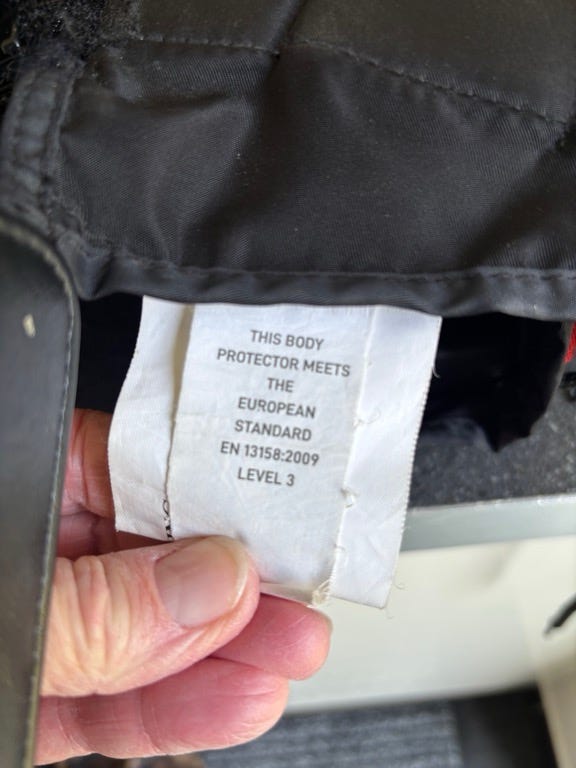 THIS BODY
PROTECTOR MEETS
THE
EUROPEAN
STANDARD
EN 13158:2009
LEVEL 3